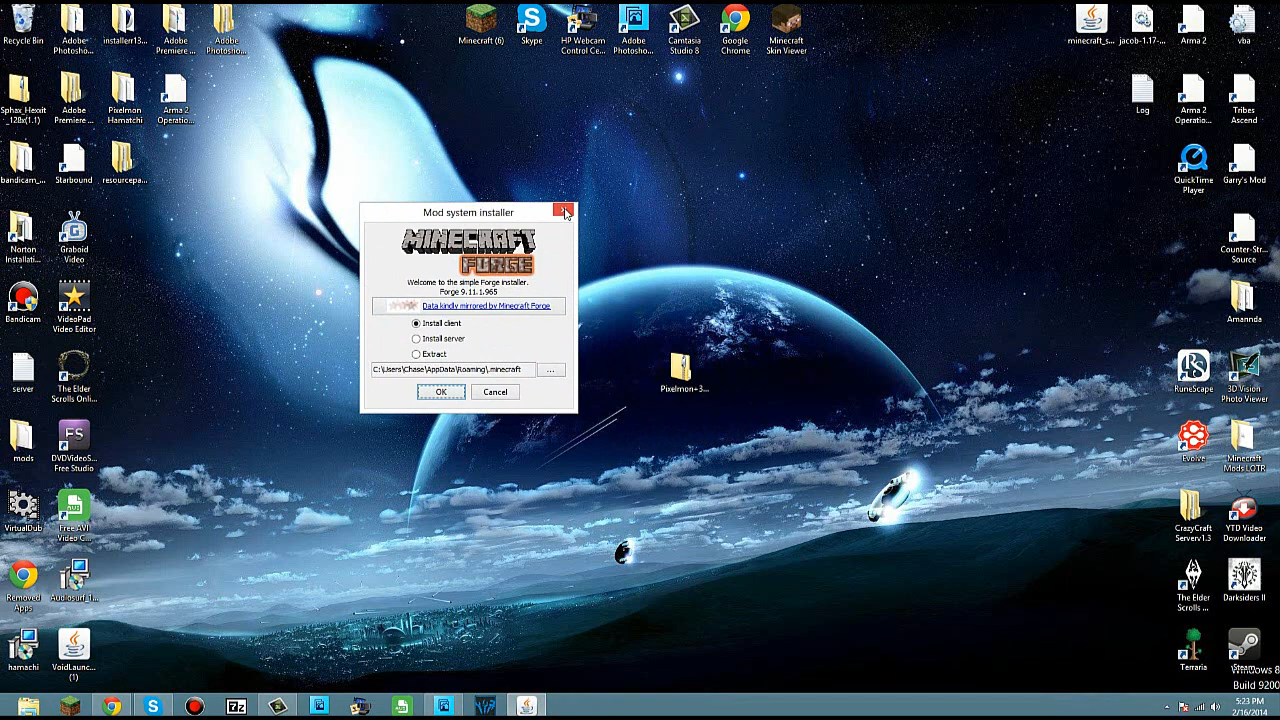 Recycle Bin
Adobe
Photosho...
installer13...
Adobe
Premiere ...
Adobe
Photosho...
Minecraft (6)
Skype
HP Webcam
Control Ce...
Adobe
Photosho...
Camtasia
Studio 8
Google
Chrome
Minecraft
Skin Viewer
minecraft_s...
jacob-1.17-...
Arma 2
vba
Sphax_Hexxit
-128x(1.1)
Adobe
Premiere ...
Pixelmon
Hamatchi
Arma 2
Operatio...
Log
Arma 2
Operatio...
Tribes
Ascend
bandicam_...
Starbound
resourcepa...
QuickTime
Player
Garry's Mod
Norton
Installati...
Graboid
Video
Counter-Str...
Source
Mod system installer
MINECRAFT
FORGE
Welcome to the simple Forge installer.
Forge 9.11.1.965
Data kindly mirrored by Minecraft Forge
Install client
Install server
Extract
C:\Users\Chase\AppData\Roaming\.minecraft
...
OK
Cancel
Bandicam
VideoPad
Video Editor
Amannda
server
The Elder
Scrolls Onli...
Pixelmon+3...
RuneScape
3D Vision
Photo Viewer
mods
FS
DVDVideoS...
Free Studio
Evolve
Minecraft
Mods LOTR
VirtualDub
Free AVI
Video C...
CrazyCraft
Serverv1.3
YTD Video
Downloader
Removed
Apps
Audiosurf_1...
The Elder
Scrolls ...
Darksiders II
hamachi
VoidLaunc...
(1)
Terraria
Steam
Windows 8
Build 9200
7z
5:23 PM
2/16/2014